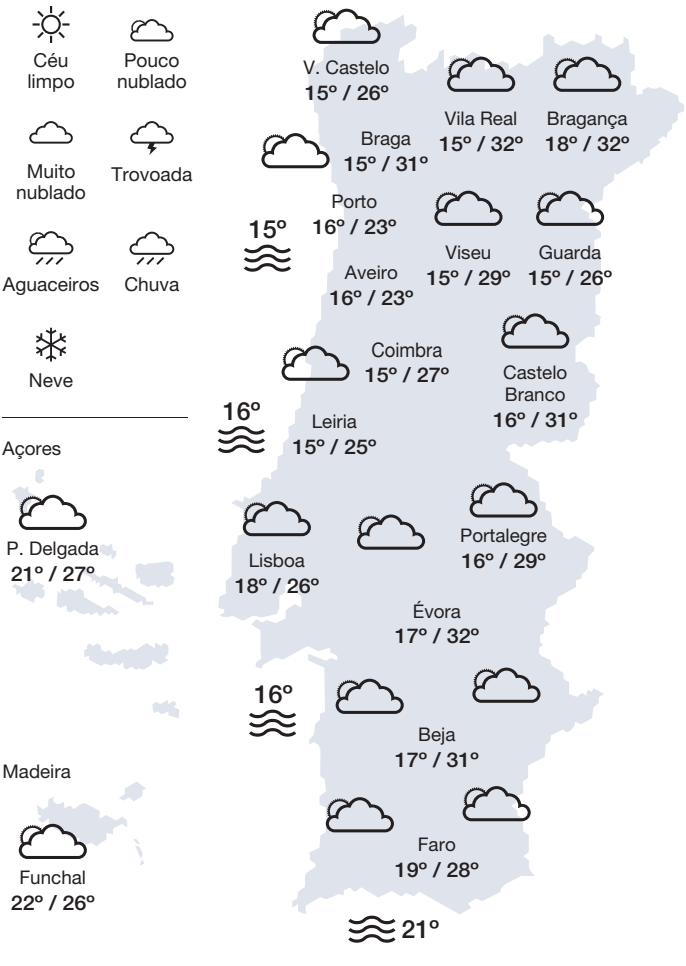 Céu
limpo
Pouco
nublado
Muito
nublado
Trovoada
Aguaceiros
Chuva
Neve
V. Castelo
15º / 26º
Vila Real
15º / 32º
Bragança
18º / 32º
Braga
15º / 31º
Porto
16º / 23º
15º
Viseu
15º / 29º
Guarda
15º / 26º
Aveiro
16º / 23º
Coimbra
15º / 27º
Castelo
Branco
16º / 31º
16º
Leiria
15º / 25º
Açores
P. Delgada
21º / 27º
Lisboa
18º / 26º
Portalegre
16º / 29º
Évora
17º / 32º
16º
Beja
17º / 31º
Madeira
Funchal
22º / 26º
Faro
19º / 28º
21º